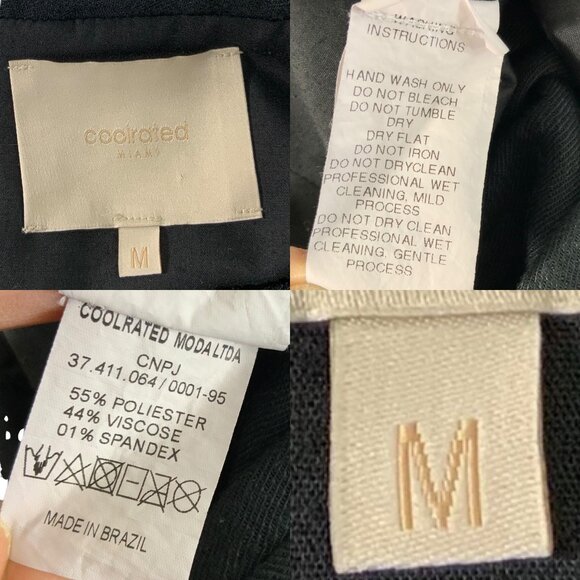 coolrated
MIAMI
M
WASHING
INSTRUCTIONS
HAND WASH ONLY
DO NOT BLEACH
DO NOT TUMBLE
DRY
DRY FLAT
DO NOT IRON
DO NOT DRYCLEAN
PROFESSIONAL WET
CLEANING, MILD
PROCESS
DO NOT DRY CLEAN
PROFESSIONAL WET
CLEANING, GENTLE
PROCESS
COOLRATED MODA LTDA
CNPJ
37.411.064 / 0001-95
55% POLIESTER
44% VISCOSE
01% SPANDEX
MADE IN BRAZIL
M